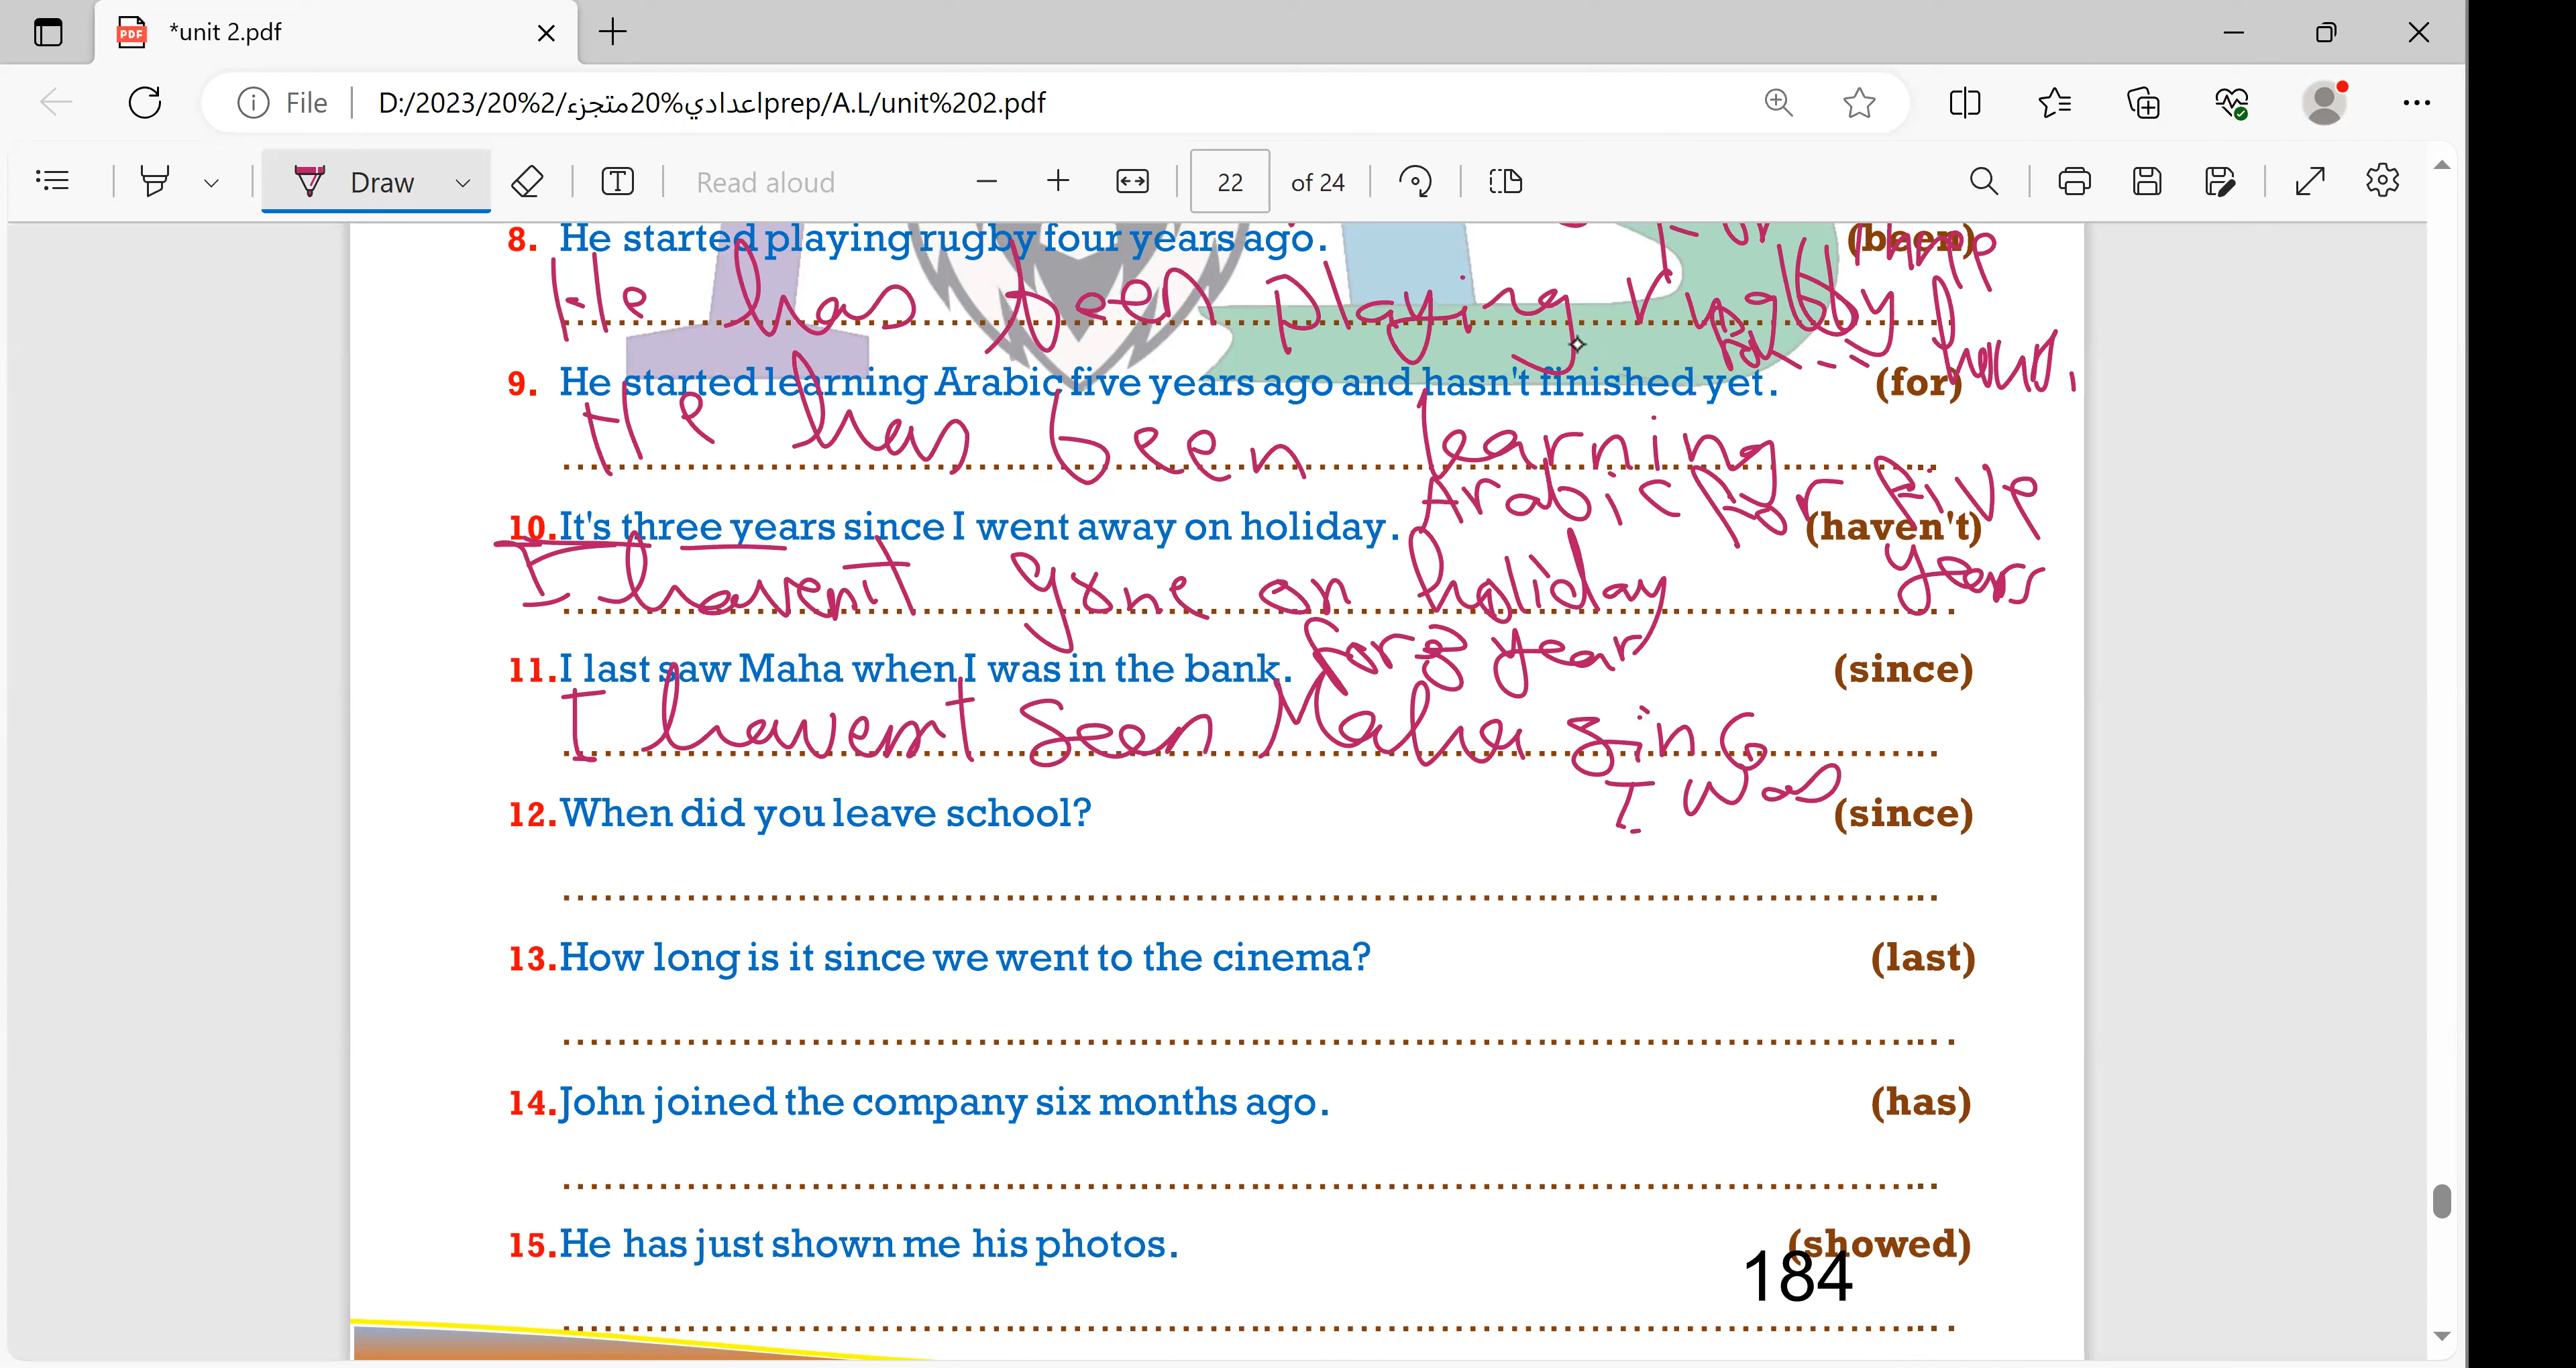 *unit 2.pdf
File
D:/2023/20%2/اعدادي%20متجزءprep/A.L/unit%202.pdf
Draw
Read aloud
22
of 24
8. He started playing rugby four years ago. (been)
He has been playing rugby
9. He started learning Arabic five years ago and hasn't finished yet. (for)
He has been learning
Arabic for five
years
10. It's three years since I went away on holiday. (haven't)
I haven't gone on holiday
for 3 year
11. I last saw Maha when I was in the bank. (since)
I haven't seen Maha sinc
I was
12. When did you leave school? (since)
13. How long is it since we went to the cinema? (last)
14. John joined the company six months ago. (has)
15. He has just shown me his photos. (showed)
184